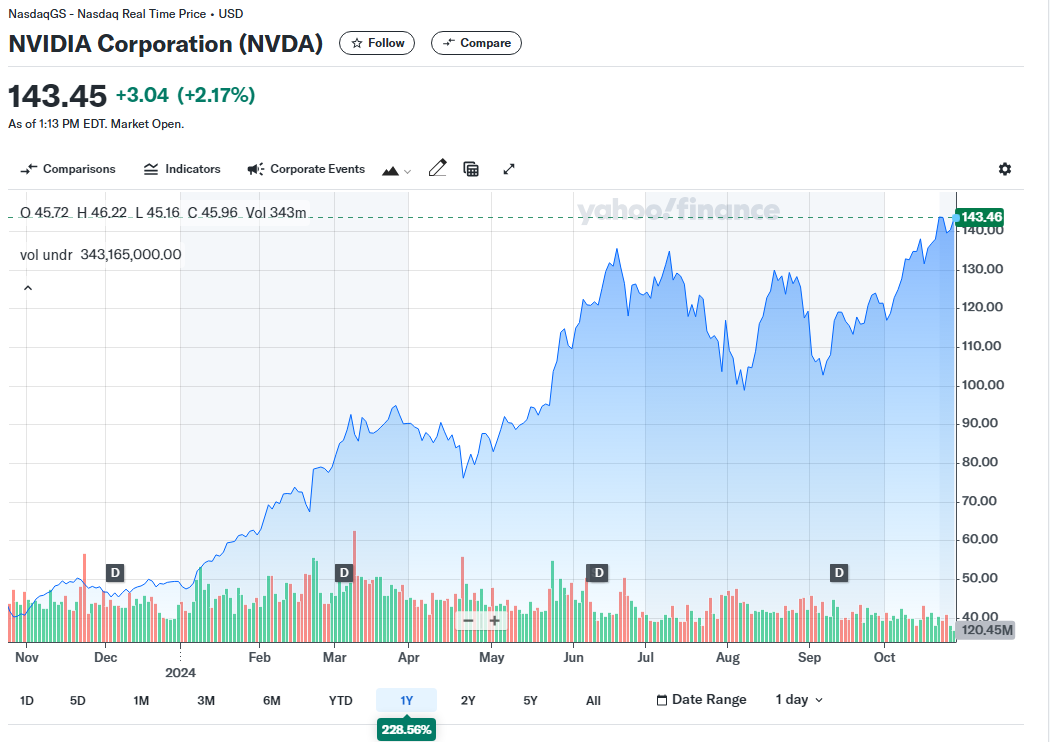 NasdaqGS - Nasdaq Real Time Price • USD
NVIDIA Corporation (NVDA)
Follow
Compare
143.45 +3.04 (+2.17%)
As of 1:13 PM EDT. Market Open.
Comparisons
Indicators
Corporate Events
O 45.72 H 46.22 L 45.16 C 45.96 Vol 343m
yahoo!finance
143.46
vol undr 343,165,000.00
140.00
130.00
120.00
110.00
100.00
90.00
80.00
70.00
60.00
50.00
40.00
D
D
D
D
120.45M
Nov Dec Feb Mar Apr May Jun Jul Aug Sep Oct
2024
1D 5D 1M 3M 6M YTD 1Y 2Y 5Y All Date Range 1 day
228.56%